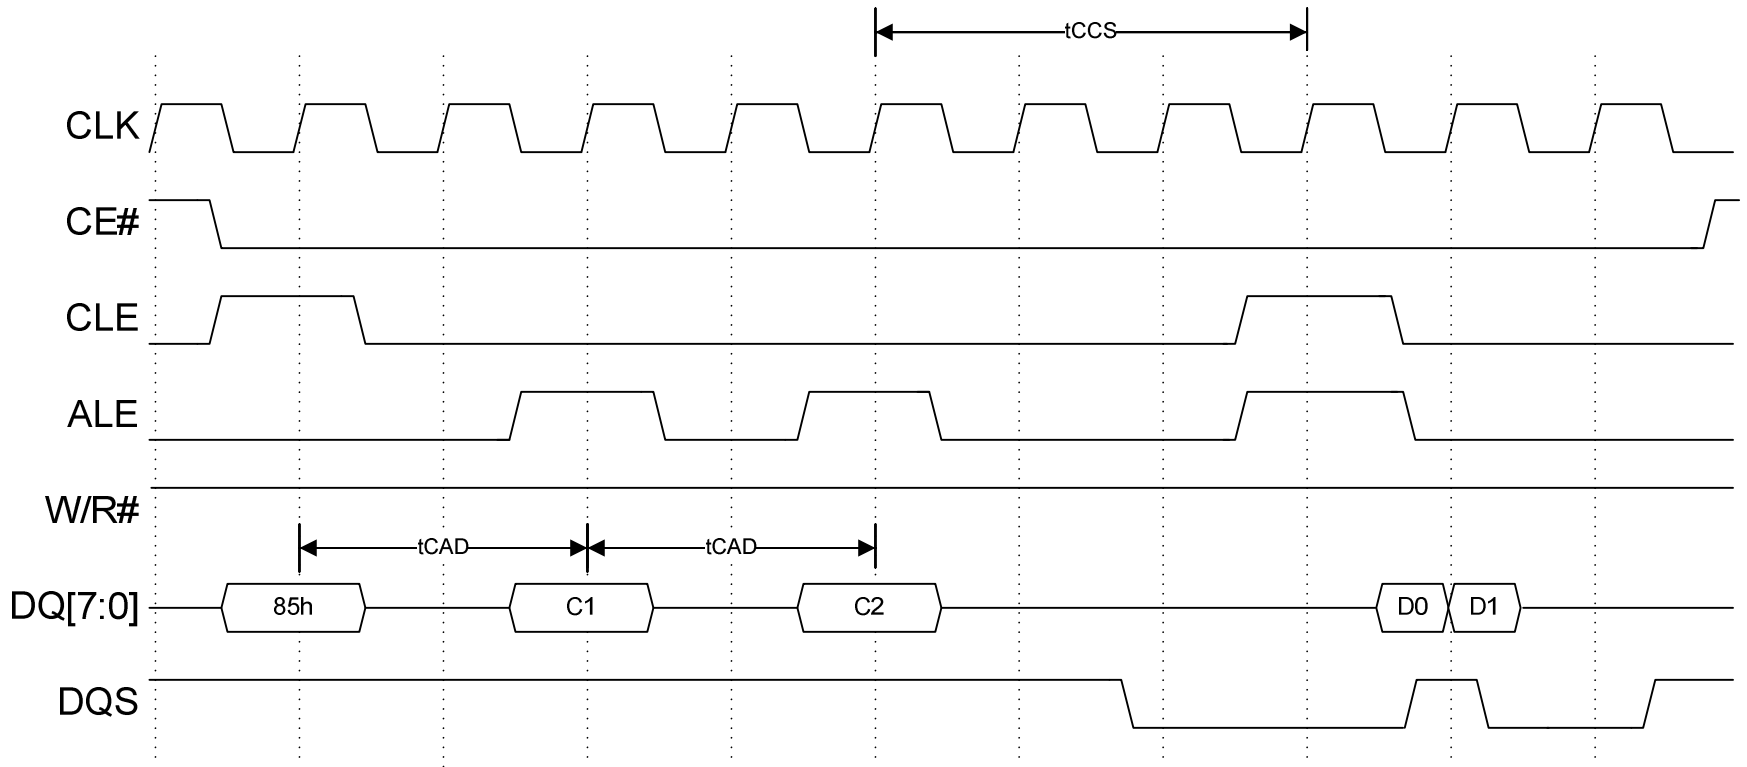 tCCS
CLK
CE#
CLE
ALE
W/R#
tCAD tCAD
DQ[7:0] 85h C1 C2 D0 D1
DQS